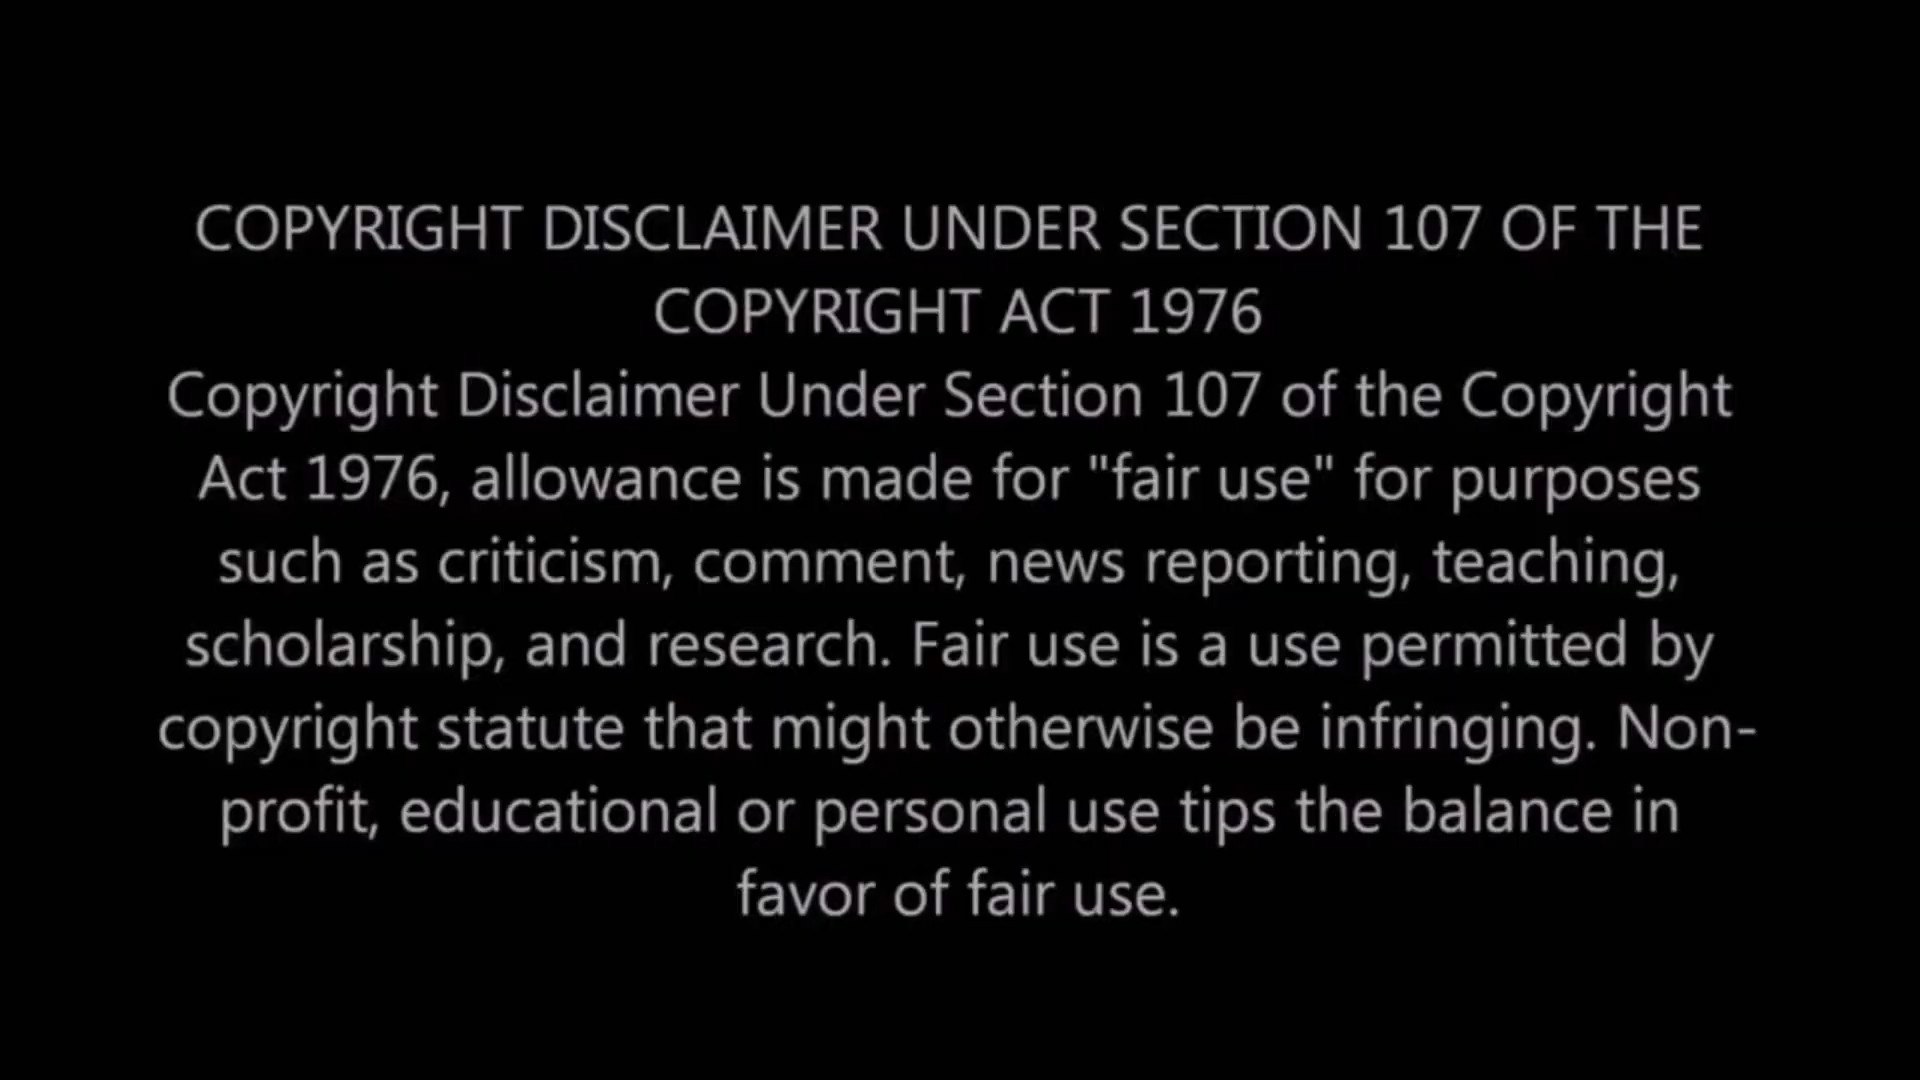 COPYRIGHT DISCLAIMER UNDER SECTION 107 OF THE
COPYRIGHT ACT 1976
Copyright Disclaimer Under Section 107 of the Copyright
Act 1976, allowance is made for "fair use" for purposes
such as criticism, comment, news reporting, teaching,
scholarship, and research. Fair use is a use permitted by
copyright statute that might otherwise be infringing. Non-
profit, educational or personal use tips the balance in
favor of fair use.